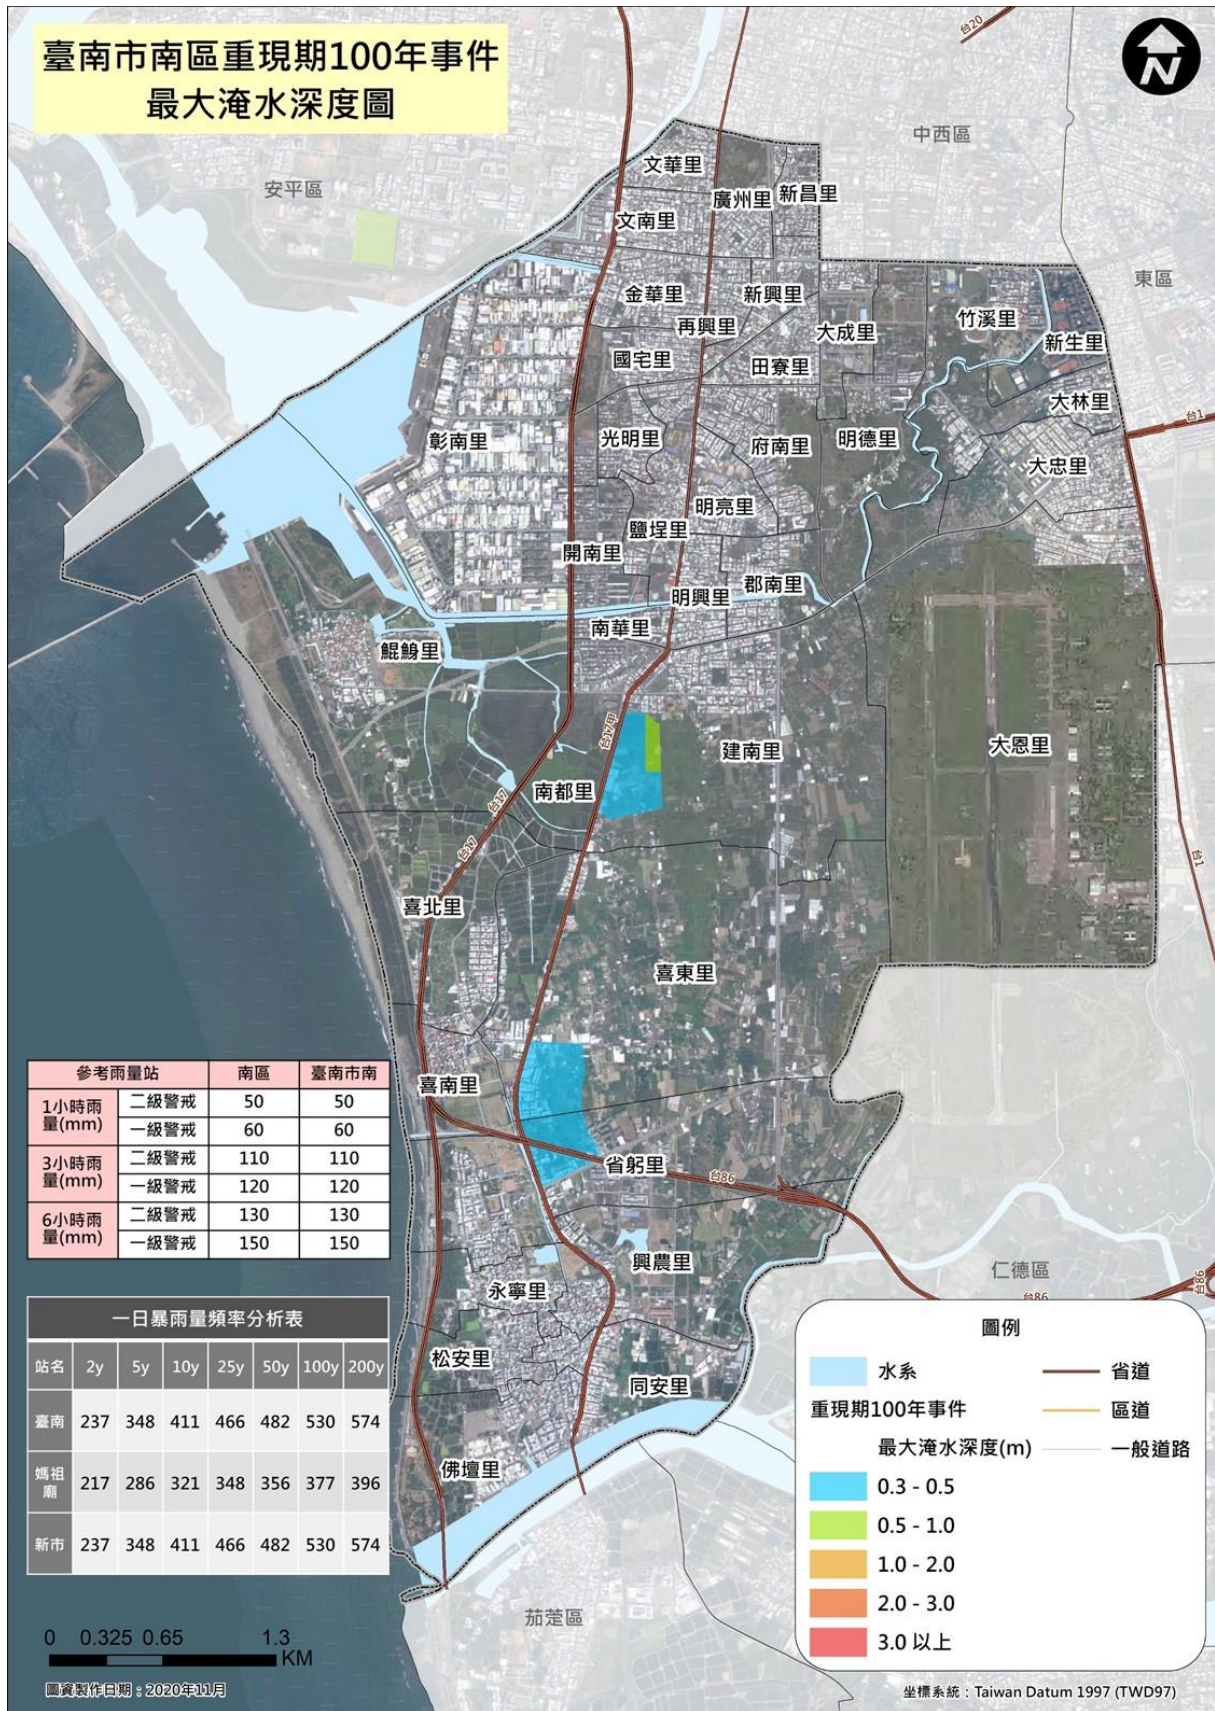 臺南市南區重現期100年事件
最大淹水深度圖
N
台20
中西區
安平區
文華里
廣州里
新昌里
文南里
東區
金華里
新興里
竹溪里
再興里
大成里
新生里
國宅里
田寮里
大林里
台1
彰南里
光明里
府南里
明德里
大忠里
明亮里
鹽埕里
開南里
郡南里
明興里
南華里
鯤鯓里
台17甲
建南里
大恩里
南都里
台17
台17
台1
喜北里
喜東里
喜南里
省躬里
台86
興農里
仁德區
台86
台86
永寧里
松安里
同安里
佛壇里
茄萣區
參考雨量站 南區 臺南市南
1小時雨量(mm) 二級警戒 50 50
一級警戒 60 60
3小時雨量(mm) 二級警戒 110 110
一級警戒 120 120
6小時雨量(mm) 二級警戒 130 130
一級警戒 150 150
一日暴雨量頻率分析表
站名 2y 5y 10y 25y 50y 100y 200y
臺南 237 348 411 466 482 530 574
媽祖廟 217 286 321 348 356 377 396
新市 237 348 411 466 482 530 574
圖例
水系 省道
重現期100年事件 區道
最大淹水深度(m) 一般道路
0.3 - 0.5
0.5 - 1.0
1.0 - 2.0
2.0 - 3.0
3.0 以上
0 0.325 0.65 1.3
KM
圖資製作日期：2020年11月
坐標系統：Taiwan Datum 1997 (TWD97)